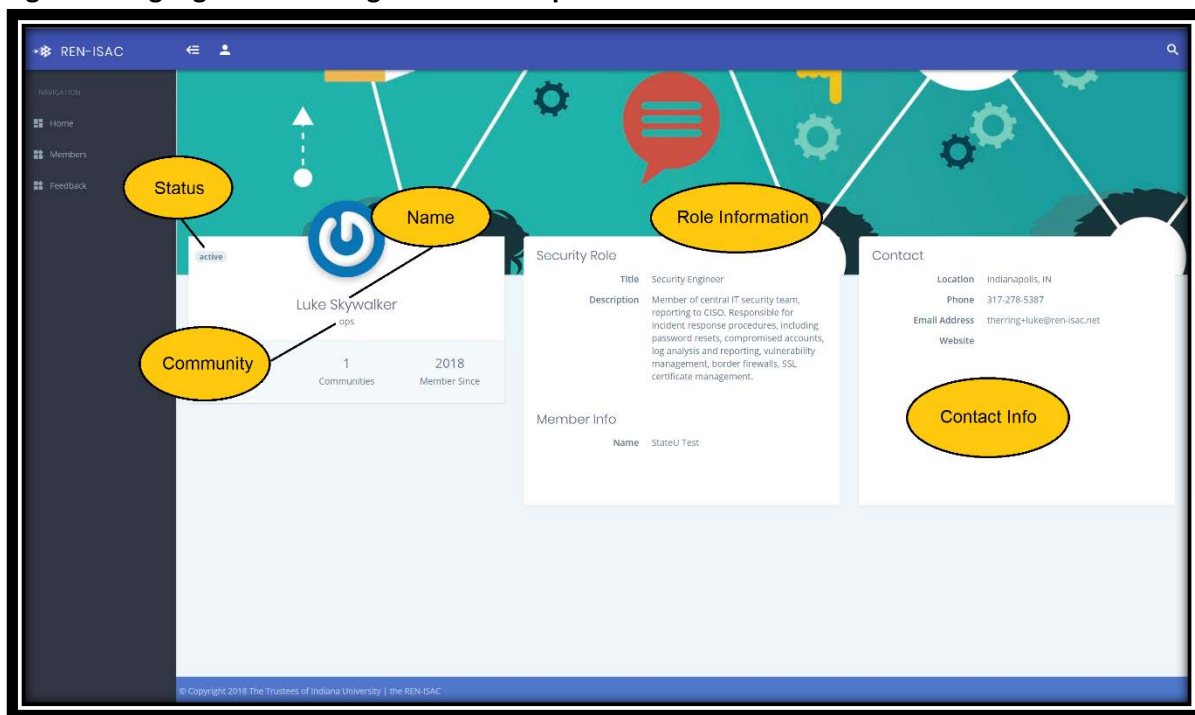 REN-ISAC
NAVIGATION
Home
Members
Feedback
Status
Name
Role Information
active
Luke Skywalker
ops
Community
1
Communities
2018
Member Since
Security Role
Title Security Engineer
Description Member of central IT security team,
reporting to CISO. Responsible for
incident response procedures, including
password resets, compromised accounts,
log analysis and reporting, vulnerability
management, border firewalls, SSL
certificate management.
Member Info
Name StateU Test
Contact
Location Indianapolis, IN
Phone 317-278-5387
Email Address therring+luke@ren-isac.net
Website
Contact Info
© Copyright 2018 The Trustees of Indiana University | the REN-ISAC